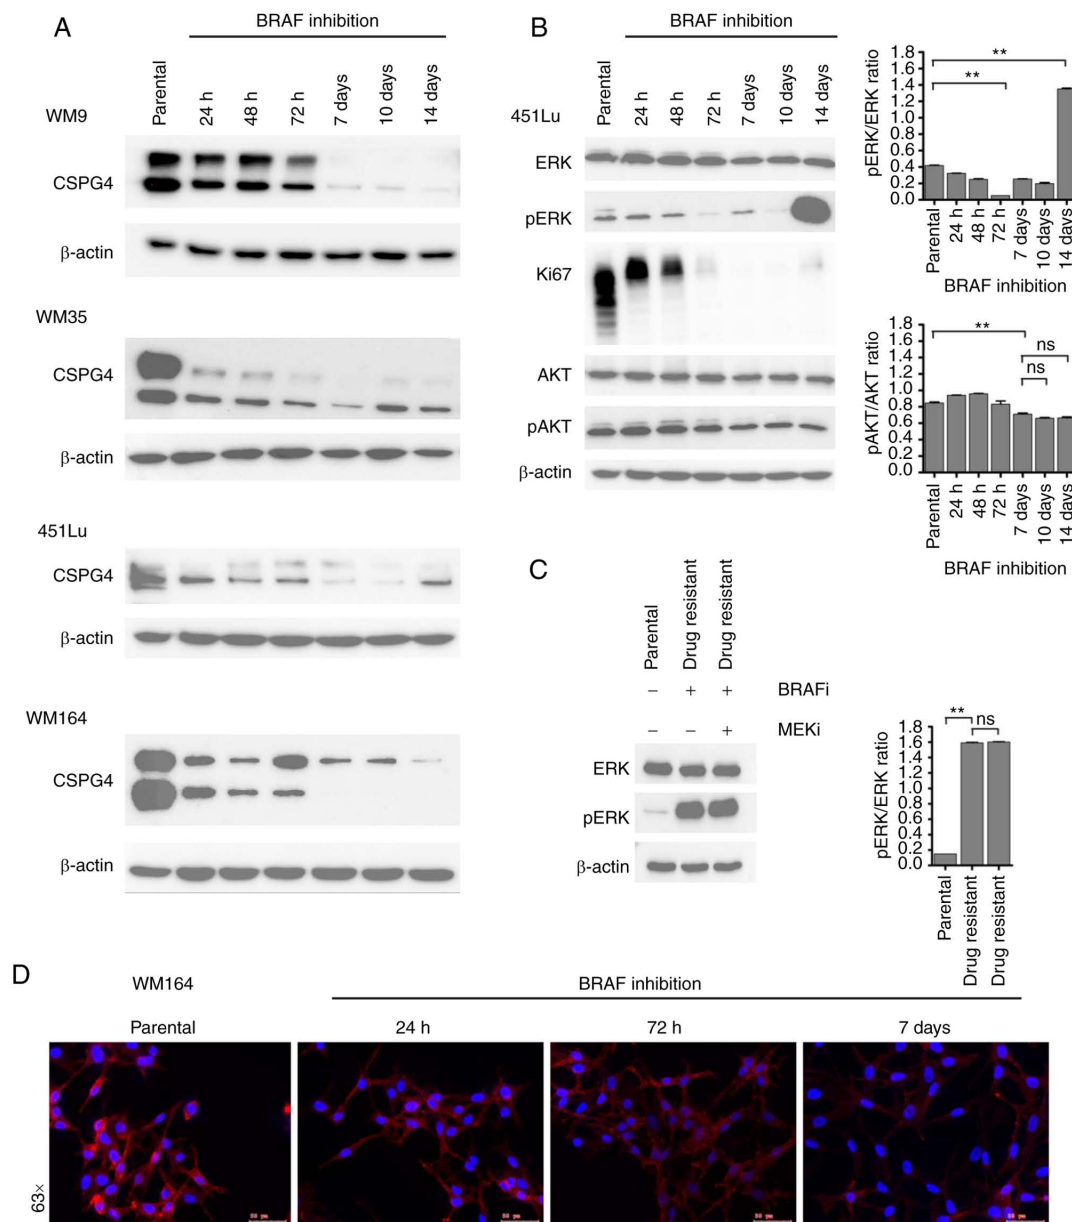 A
BRAF inhibition
Parental
24 h
48 h
72 h
7 days
10 days
14 days
WM9
CSPG4
β-actin
WM35
CSPG4
β-actin
451Lu
CSPG4
β-actin
WM164
CSPG4
β-actin
B
BRAF inhibition
Parental
24 h
48 h
72 h
7 days
10 days
14 days
451Lu
ERK
pERK
Ki67
AKT
pAKT
β-actin
pERK/ERK ratio
1.8
1.6
1.4
1.2
1.0
0.8
0.6
0.4
0.2
0.0
**
**
Parental
24 h
48 h
72 h
7 days
10 days
14 days
BRAF inhibition
pAKT/AKT ratio
1.8
1.6
1.4
1.2
1.0
0.8
0.6
0.4
0.2
0.0
**
ns
ns
Parental
24 h
48 h
72 h
7 days
10 days
14 days
BRAF inhibition
C
Parental
Drug resistant
Drug resistant
– + + BRAFi
– – + MEKi
ERK
pERK
β-actin
pERK/ERK ratio
1.8
1.6
1.4
1.2
1.0
0.8
0.6
0.4
0.2
0.0
** ns
Parental
Drug resistant
Drug resistant
D
WM164
BRAF inhibition
Parental
24 h
72 h
7 days
63×